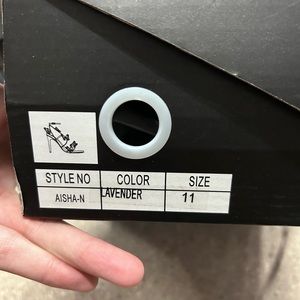 STYLE NO COLOR SIZE
AISHA-N LAVENDER 11